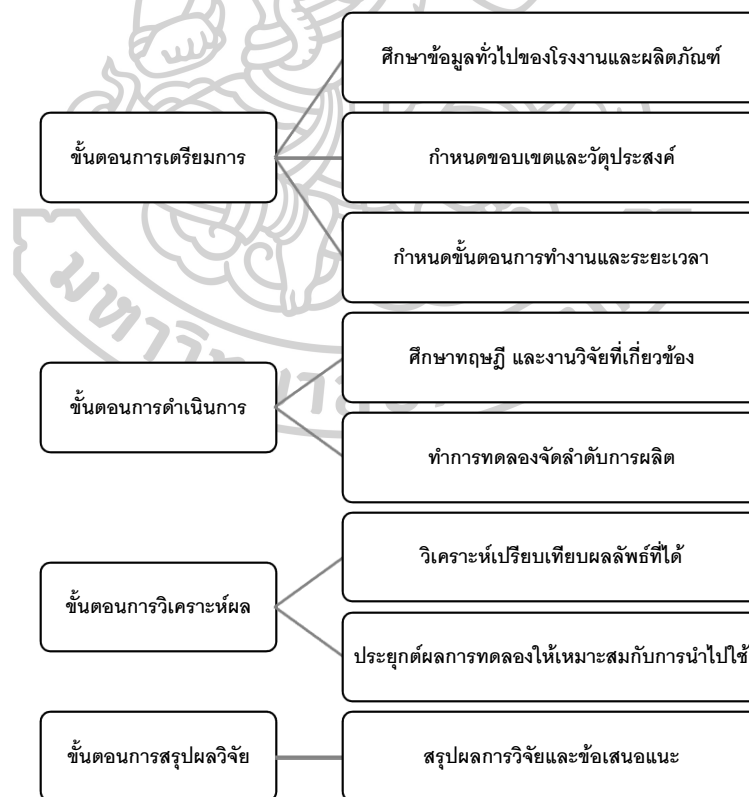 ศึกษาข้อมูลทั่วไปของโรงงานและผลิตภัณฑ์
ขั้นตอนการเตรียมการ
กำหนดขอบเขตและวัตุประสงค์
กำหนดขั้นตอนการทำงานและระยะเวลา
ศึกษาทฤษฎี และงานวิจัยที่เกี่ยวข้อง
ขั้นตอนการดำเนินการ
ทำการทดลองจัดลำดับการผลิต
วิเคราะห์เปรียบเทียบผลลัพธ์ที่ได้
ขั้นตอนการวิเคราะห์ผล
ประยุกต์ผลการทดลองให้เหมาะสมกับการนำไปใช้
ขั้นตอนการสรุปผลวิจัย
สรุปผลการวิจัยและข้อเสนอแนะ